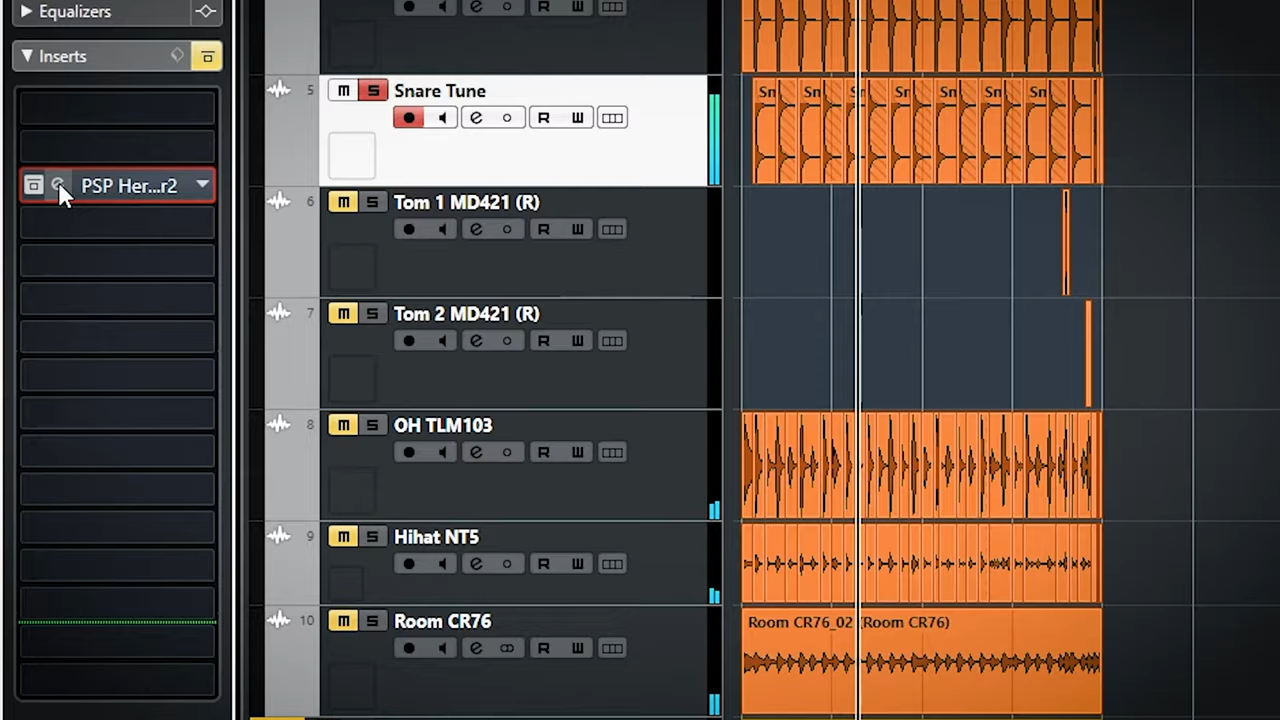 Equalizers
Inserts
PSP Her...r2
R
5
m S Snare Tune
R
Sn Sn Sn Sn Sn Sn Sn
6
m S Tom 1 MD421 (R)
R
7
m S Tom 2 MD421 (R)
R
8
m S OH TLM103
R
9
m S Hihat NT5
R
10
m S Room CR76
R
Room CR76_02 (Room CR76)